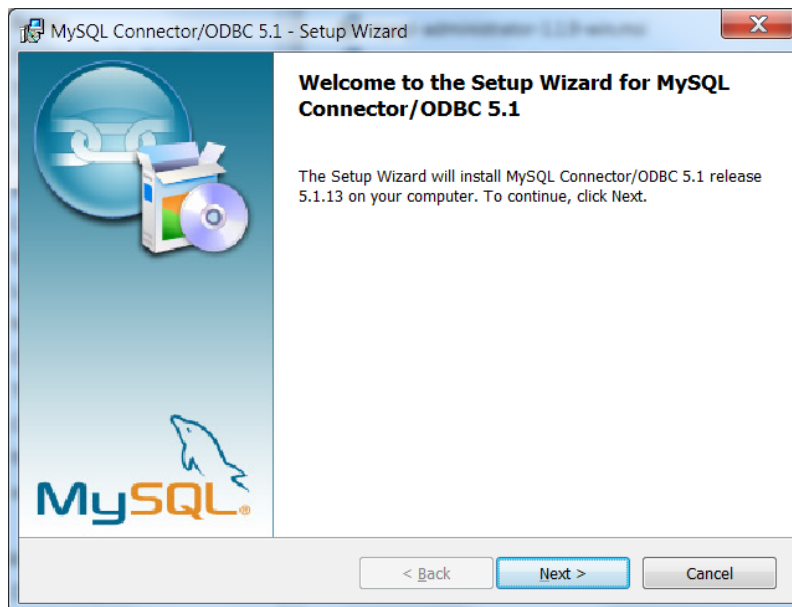 MySQL Connector/ODBC 5.1 - Setup Wizard
Welcome to the Setup Wizard for MySQL
Connector/ODBC 5.1
The Setup Wizard will install MySQL Connector/ODBC 5.1 release
5.1.13 on your computer. To continue, click Next.
MySQL®
< Back Next > Cancel